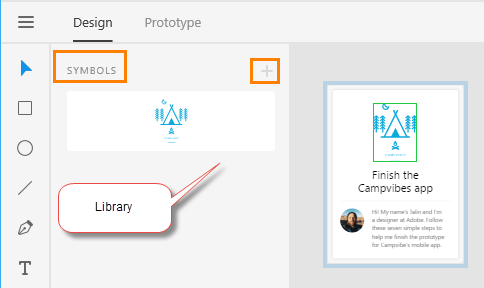 Design
Prototype
SYMBOLS
Library
Finish the
Campvibes app
Hi! My name's Jalin and I'm
a designer at Adobe. Follow
these seven simple steps to
help me finish the prototype
for Campvibe's mobile app.
T